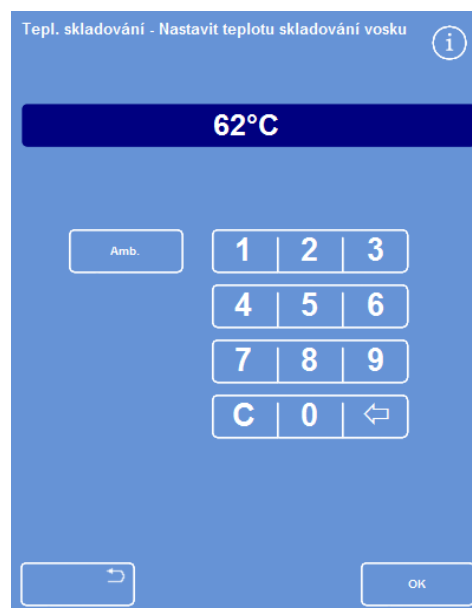 Tepl. skladování - Nastavit teplotu skladování vosku
i
62°C
Amb.
1 2 3
4 5 6
7 8 9
C 0
OK